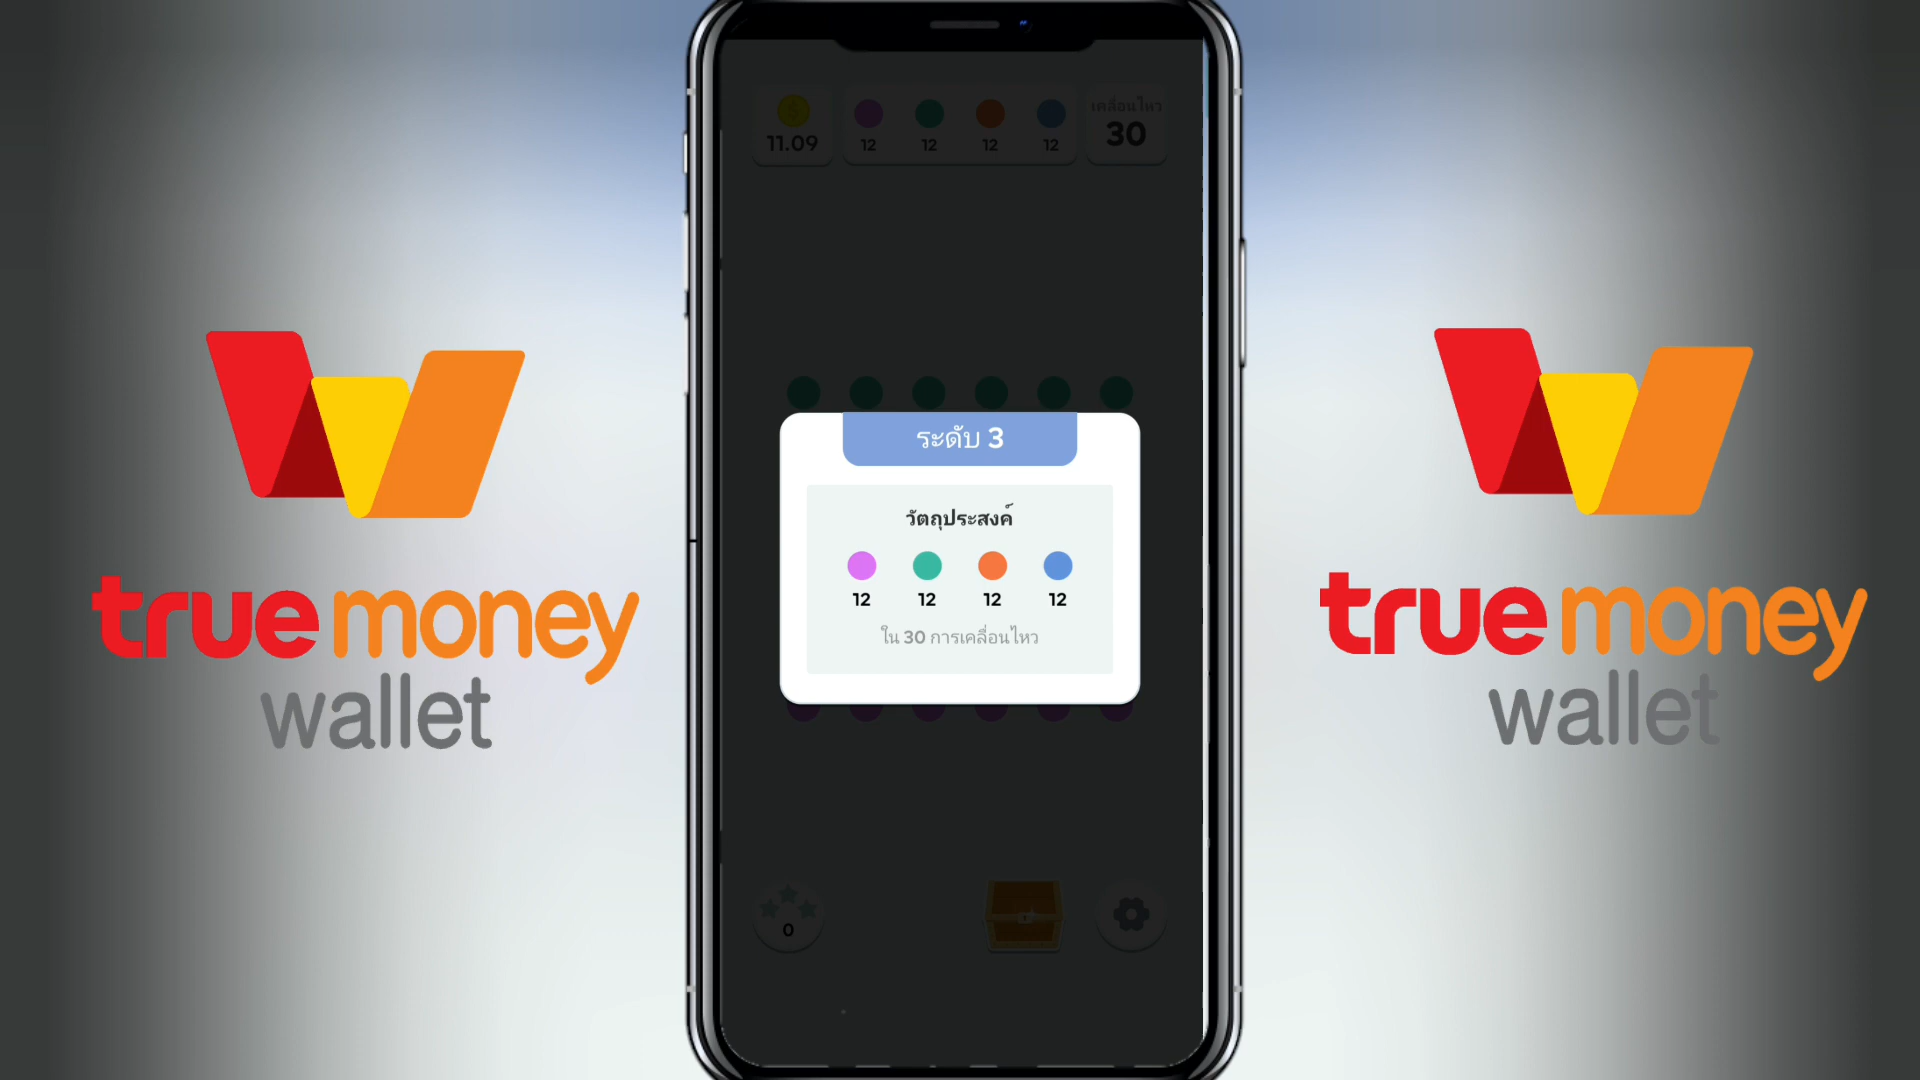 11.09
12
12
12
12
เคลื่อนไหว
30
ระดับ 3
วัตถุประสงค์
12
12
12
12
ใน 30 การเคลื่อนไหว
0
true money
wallet
true money
wallet